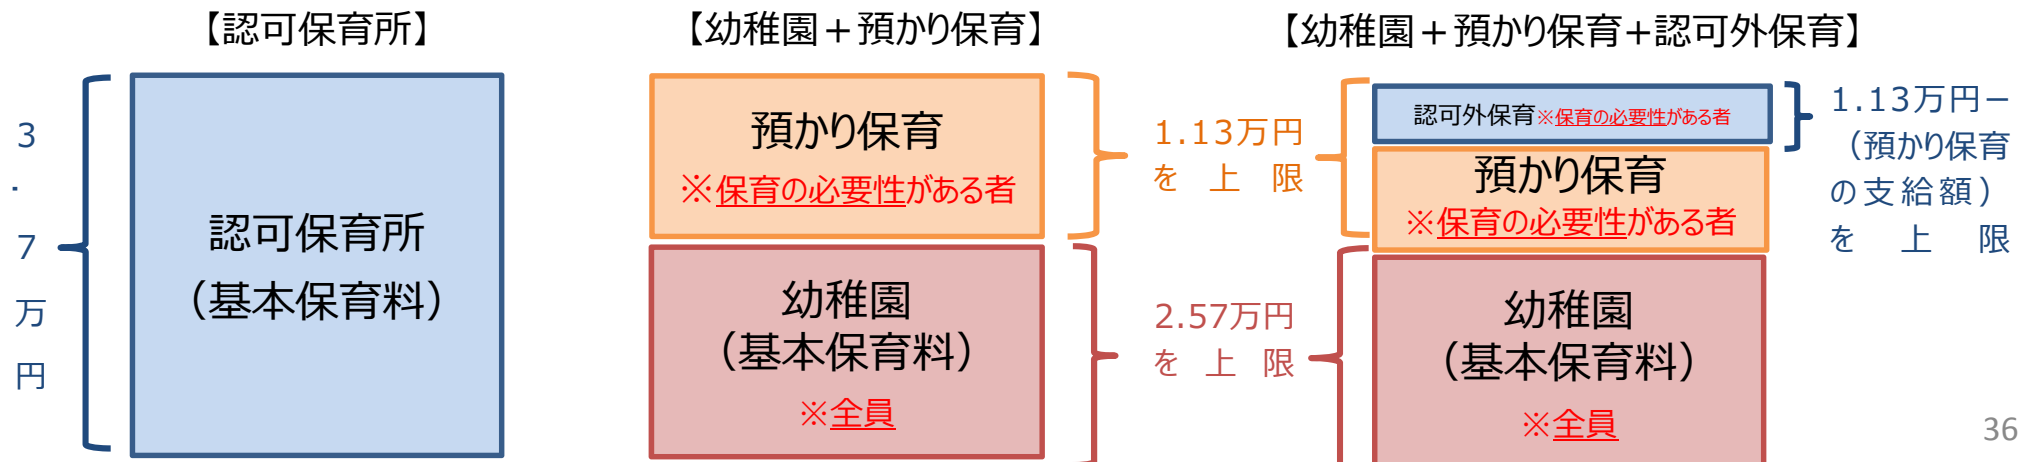 【認可保育所】
3.7万円
認可保育所
（基本保育料）
【幼稚園＋預かり保育】
預かり保育
※保育の必要性がある者
幼稚園
（基本保育料）
※全員
1.13万円
を上限
2.57万円
を上限
【幼稚園＋預かり保育+認可外保育】
認可外保育※保育の必要性がある者
預かり保育
※保育の必要性がある者
幼稚園
（基本保育料）
※全員
1.13万円－
（預かり保育
の支給額）
を上限
36